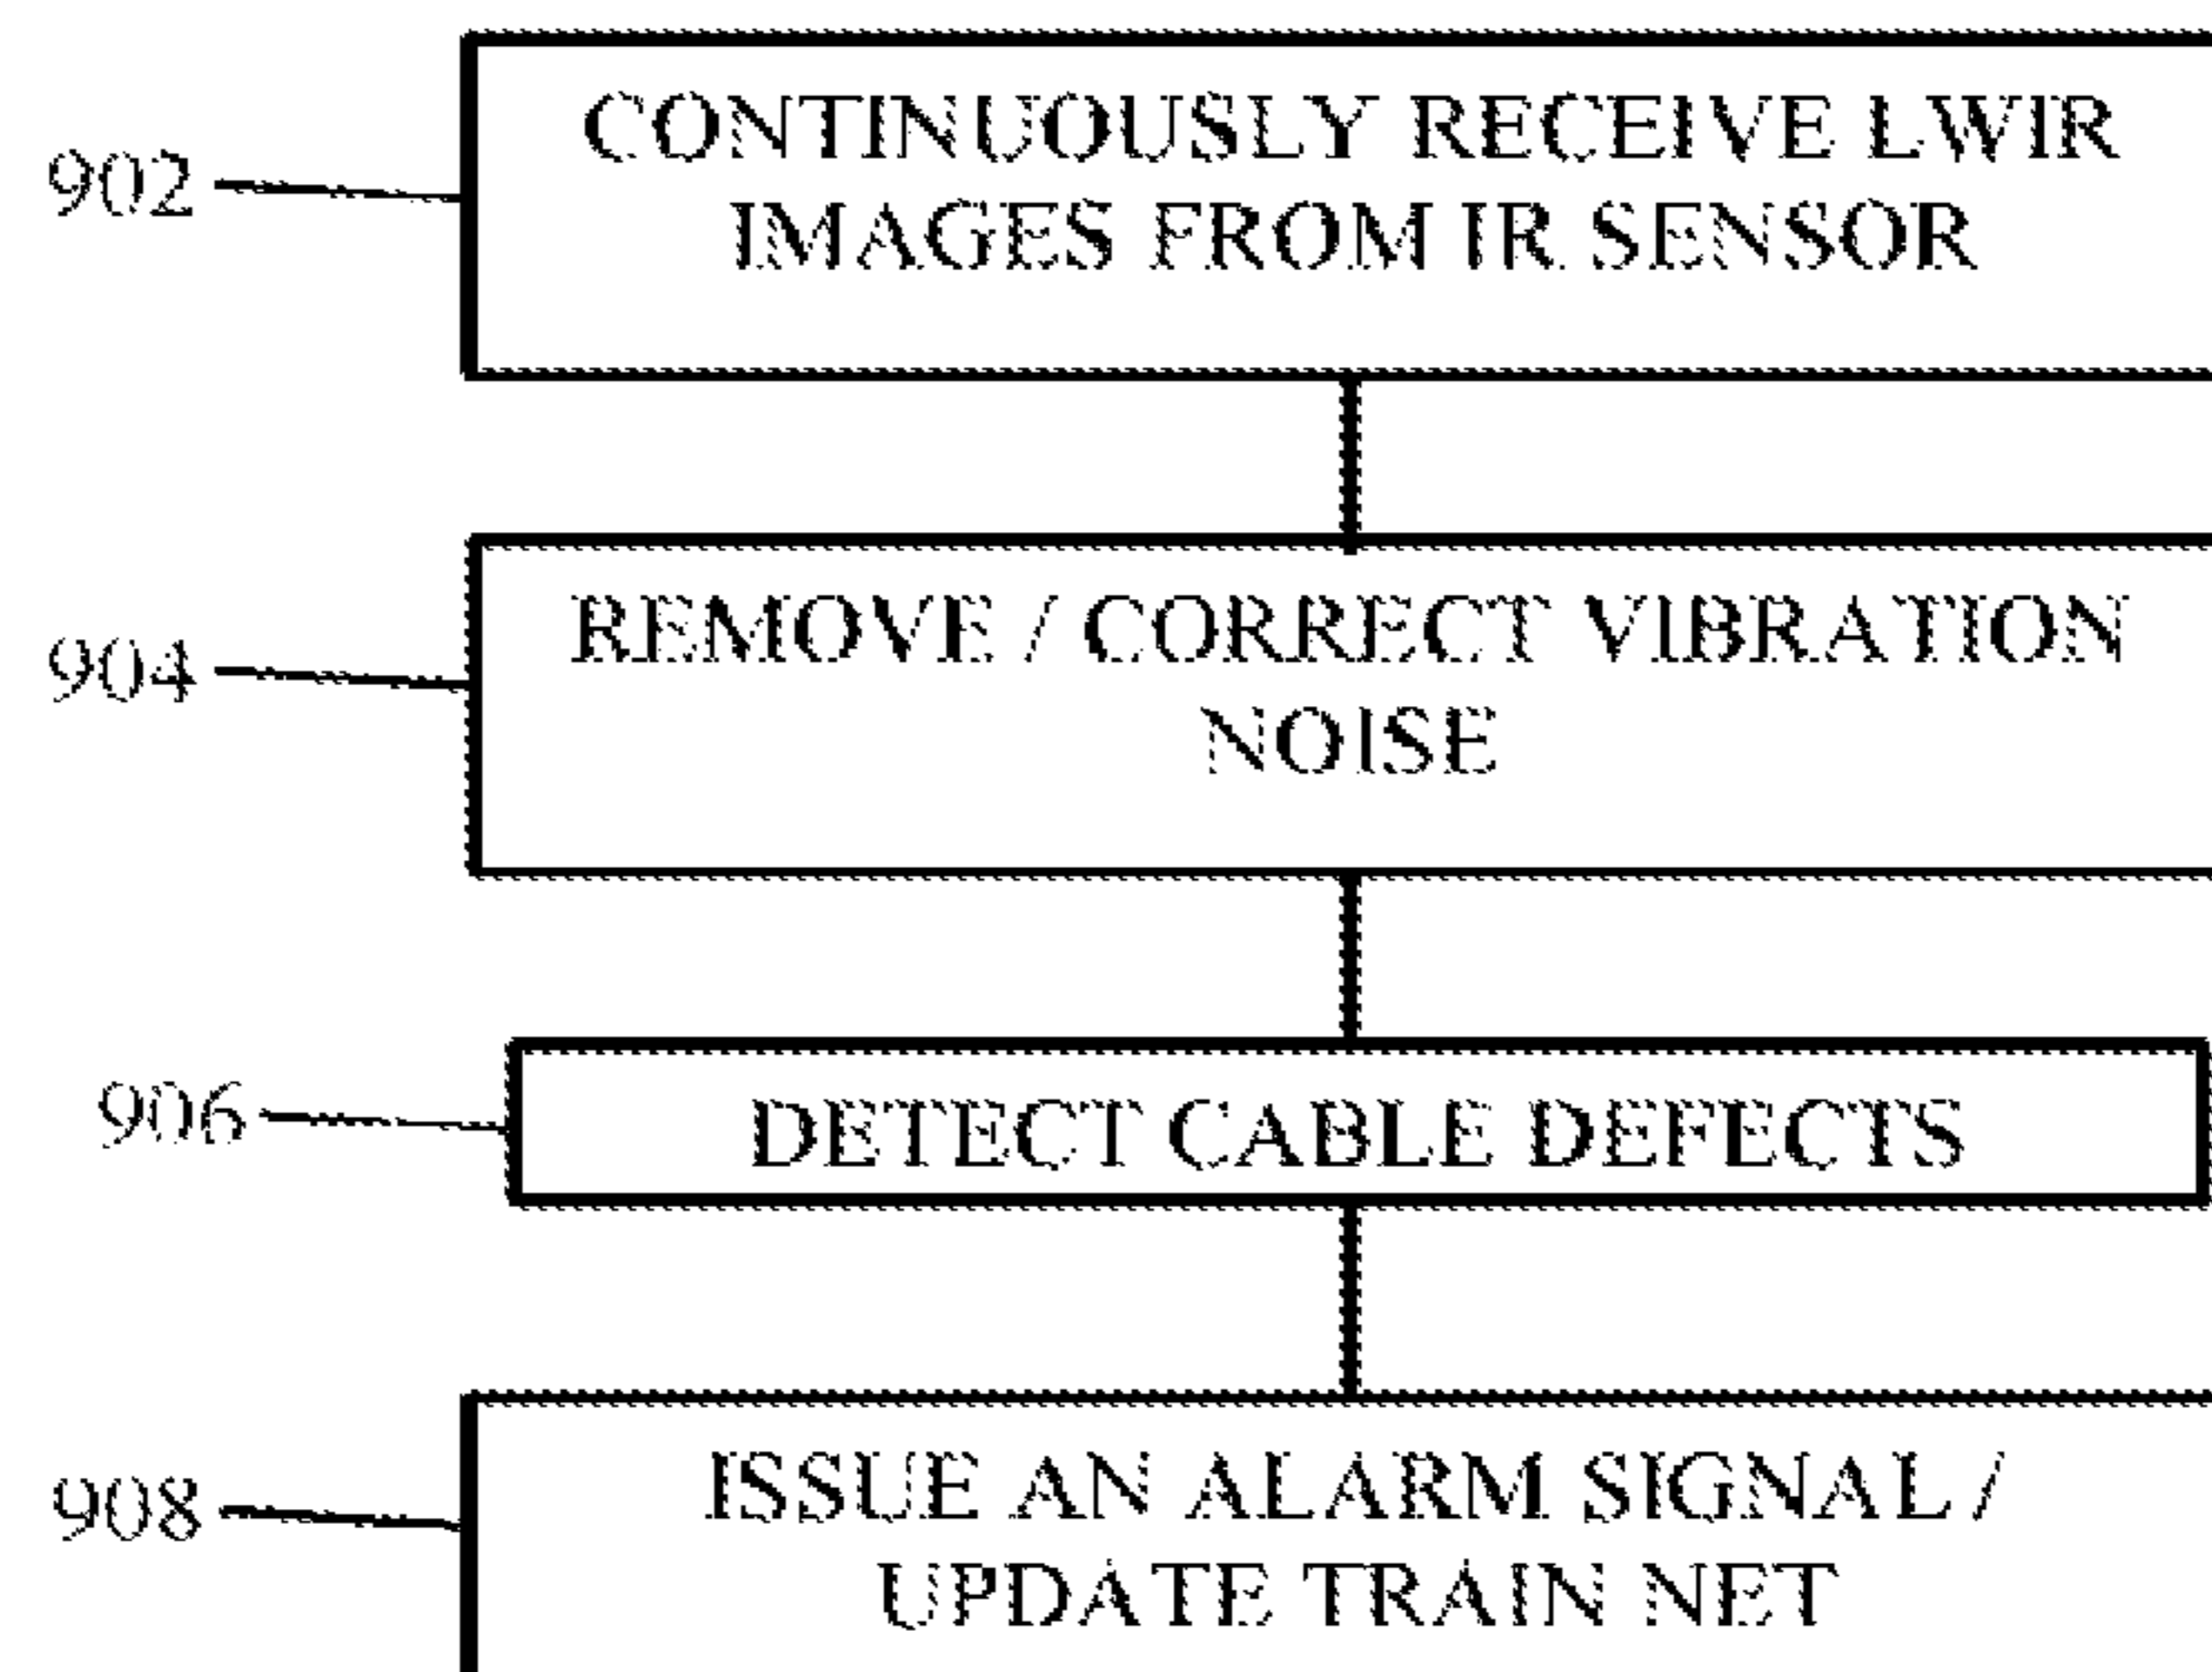 902
CONTINUOUSLY RECEIVE LWIR
IMAGES FROM IR SENSOR
904
REMOVE / CORRECT VIBRATION
NOISE
906
DETECT CABLE DEFECTS
908
ISSUE AN ALARM SIGNAL /
UPDATE TRAIN NET